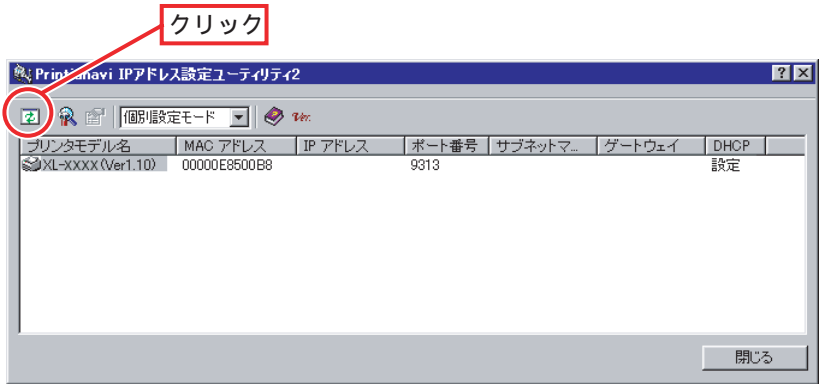 クリック
Printianavi IPアドレス設定ユーティリティ2
個別設定モード Ver.
プリンタモデル名 MAC アドレス IP アドレス ポート番号 サブネットマ... ゲートウェイ DHCP
XL-XXXX(Ver1.10) 00000E8500B8 9313 設定
閉じる